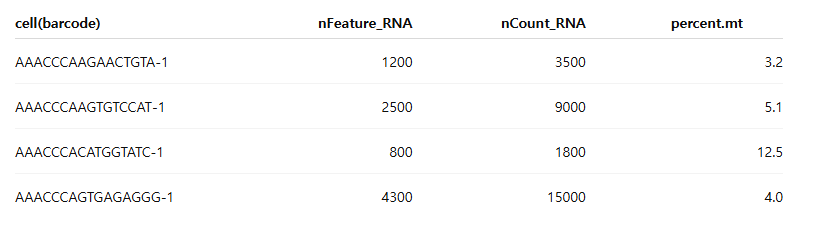 cell(barcode) nFeature_RNA nCount_RNA percent.mt
AAACCCAAGAACTGTA-1 1200 3500 3.2
AAACCCAAGTGTCCAT-1 2500 9000 5.1
AAACCCACATGGTATC-1 800 1800 12.5
AAACCCAGTGAGAGGG-1 4300 15000 4.0